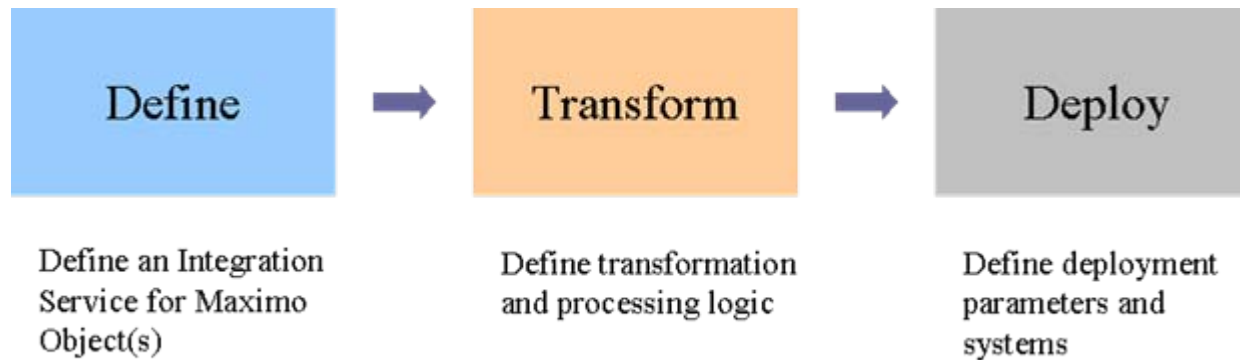 Define
Transform
Deploy
Define an Integration
Service for Maximo
Object(s)
Define transformation
and processing logic
Define deployment
parameters and
systems